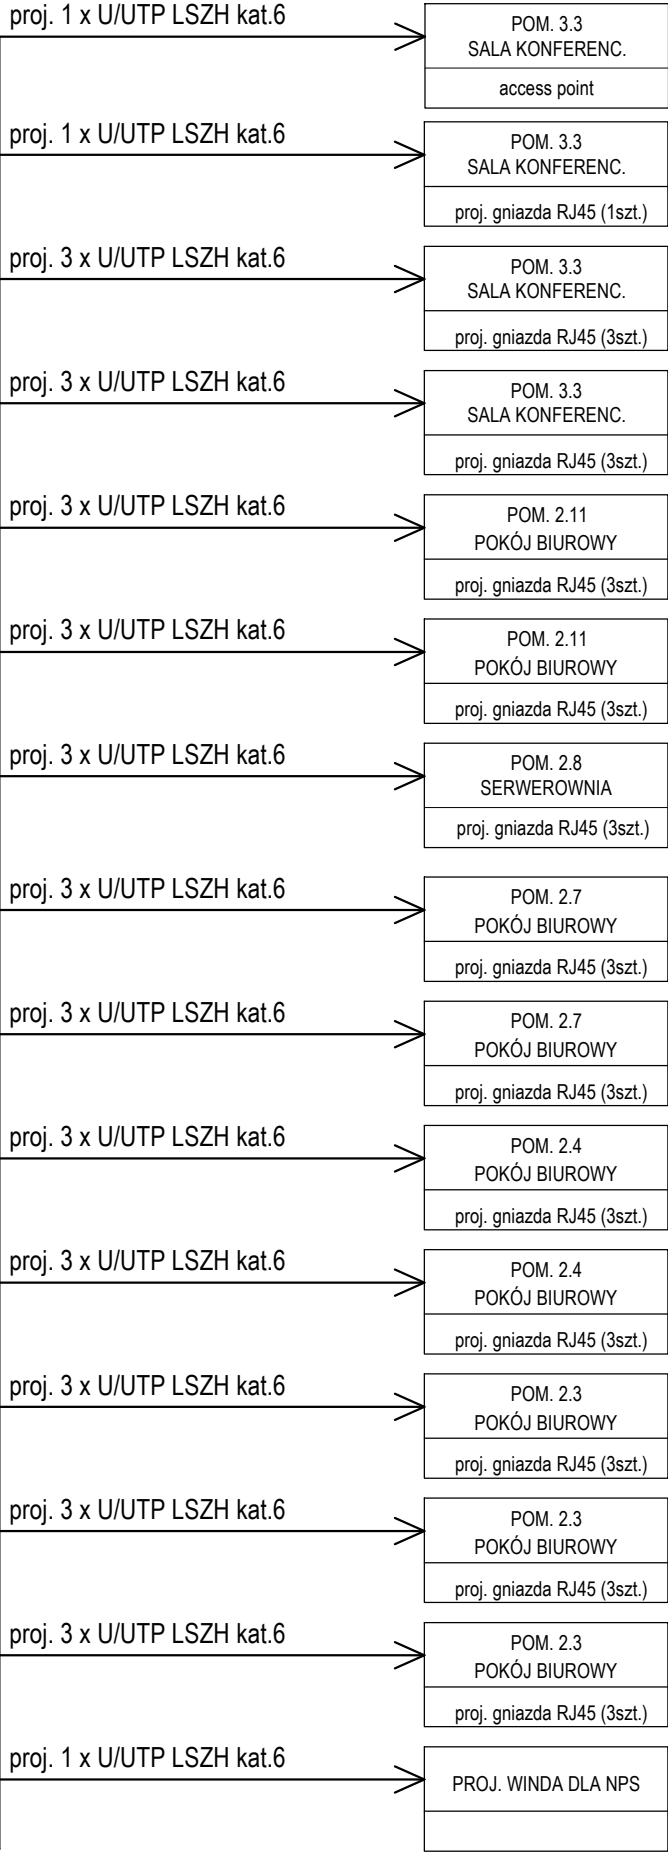 proj. 1 x U/UTP LSZH kat.6
POM. 3.3
SALA KONFERENC.
access point
proj. 1 x U/UTP LSZH kat.6
POM. 3.3
SALA KONFERENC.
proj. gniazda RJ45 (1szt.)
proj. 3 x U/UTP LSZH kat.6
POM. 3.3
SALA KONFERENC.
proj. gniazda RJ45 (3szt.)
proj. 3 x U/UTP LSZH kat.6
POM. 3.3
SALA KONFERENC.
proj. gniazda RJ45 (3szt.)
proj. 3 x U/UTP LSZH kat.6
POM. 2.11
POKÓJ BIUROWY
proj. gniazda RJ45 (3szt.)
proj. 3 x U/UTP LSZH kat.6
POM. 2.11
POKÓJ BIUROWY
proj. gniazda RJ45 (3szt.)
proj. 3 x U/UTP LSZH kat.6
POM. 2.8
SERWEROWNIA
proj. gniazda RJ45 (3szt.)
proj. 3 x U/UTP LSZH kat.6
POM. 2.7
POKÓJ BIUROWY
proj. gniazda RJ45 (3szt.)
proj. 3 x U/UTP LSZH kat.6
POM. 2.7
POKÓJ BIUROWY
proj. gniazda RJ45 (3szt.)
proj. 3 x U/UTP LSZH kat.6
POM. 2.4
POKÓJ BIUROWY
proj. gniazda RJ45 (3szt.)
proj. 3 x U/UTP LSZH kat.6
POM. 2.4
POKÓJ BIUROWY
proj. gniazda RJ45 (3szt.)
proj. 3 x U/UTP LSZH kat.6
POM. 2.3
POKÓJ BIUROWY
proj. gniazda RJ45 (3szt.)
proj. 3 x U/UTP LSZH kat.6
POM. 2.3
POKÓJ BIUROWY
proj. gniazda RJ45 (3szt.)
proj. 3 x U/UTP LSZH kat.6
POM. 2.3
POKÓJ BIUROWY
proj. gniazda RJ45 (3szt.)
proj. 1 x U/UTP LSZH kat.6
PROJ. WINDA DLA NPS